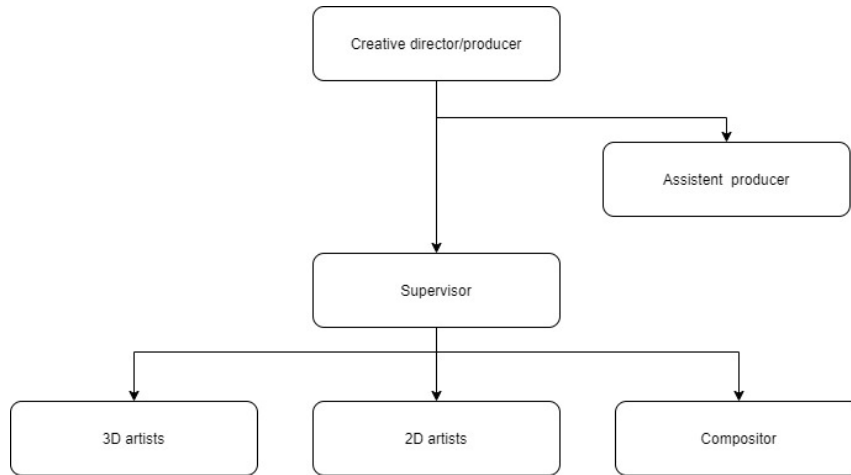 Creative director/producer
Assistent producer
Supervisor
3D artists
2D artists
Compositor